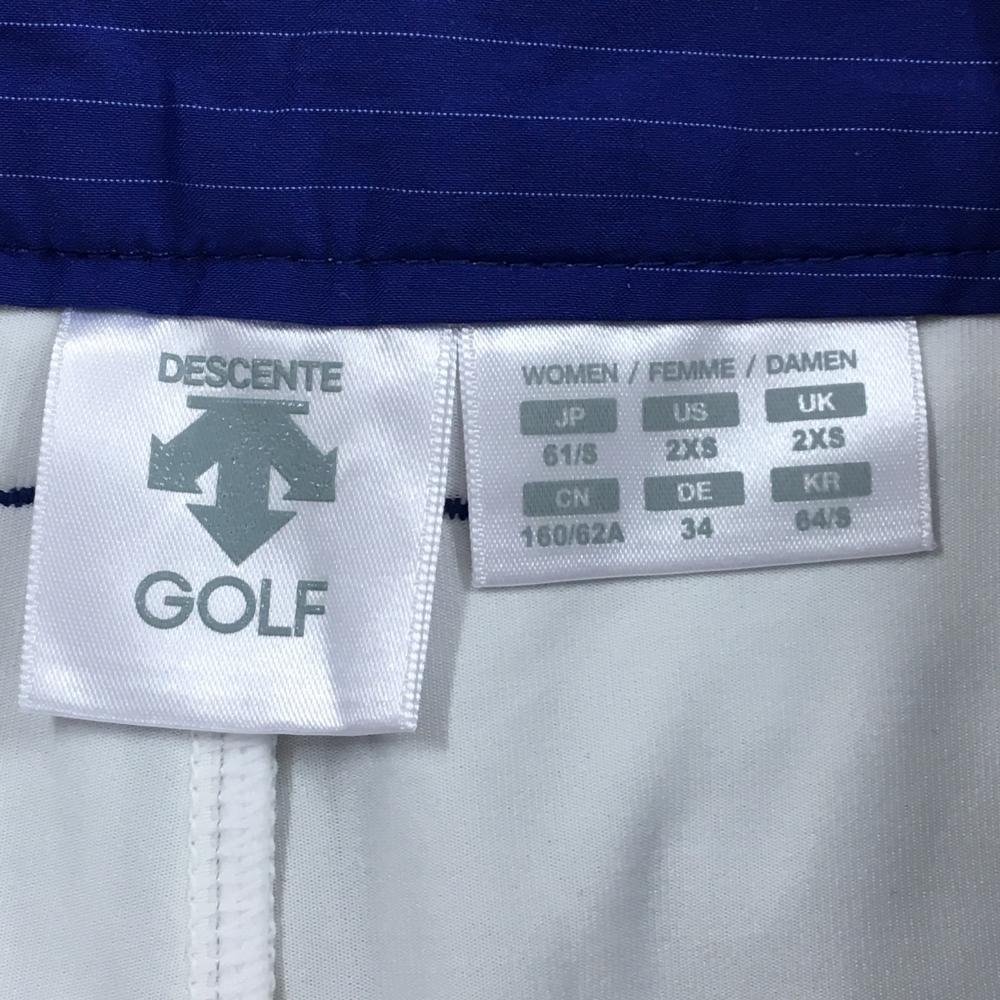 DESCENTE
GOLF
WOMEN / FEMME / DAMEN
JP US UK
61/S 2XS 2XS
CN DE KR
160/62A 34 64/S